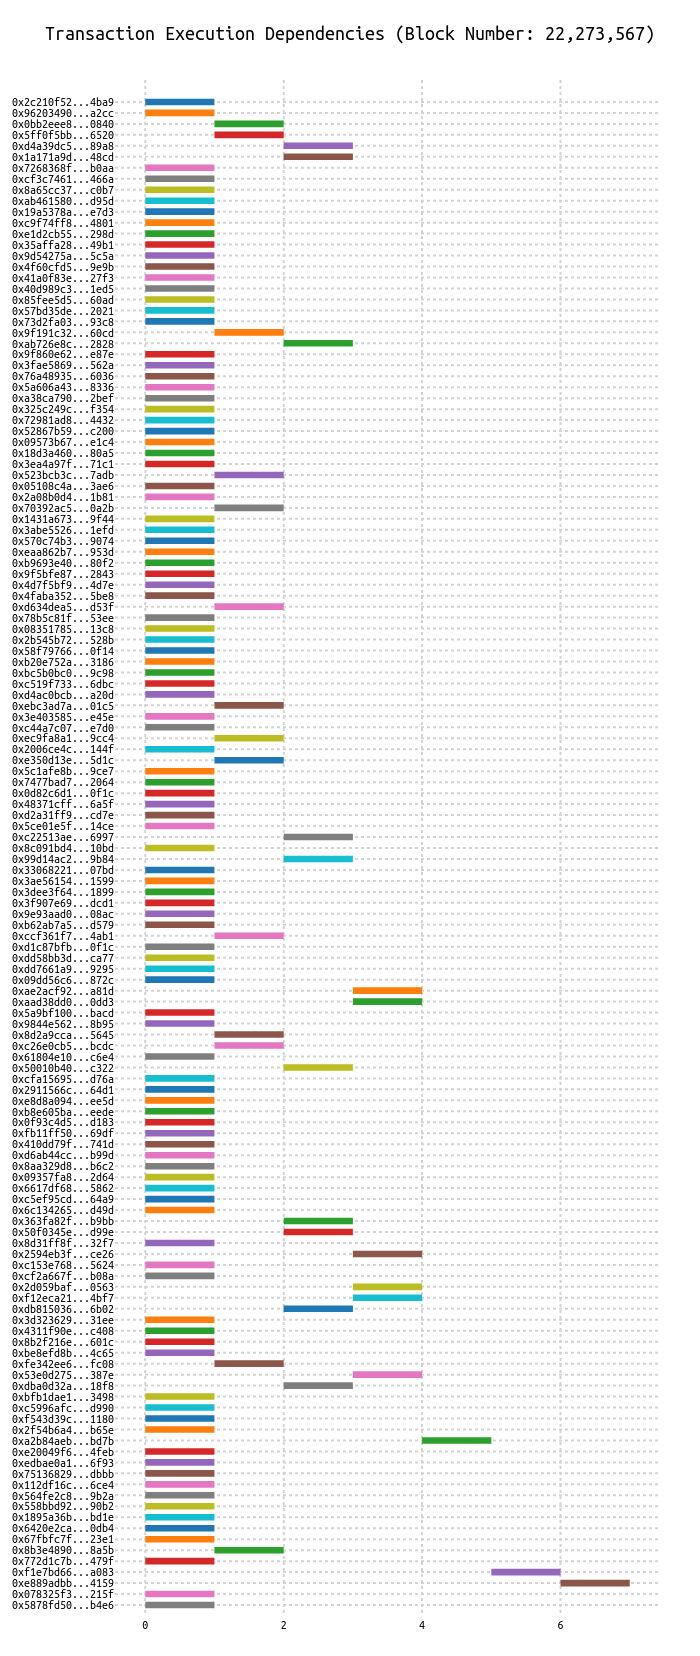 Transaction Execution Dependencies (Block Number: 22,273,567)
0x2c210f52...4ba9
0x96203490...a2cc
0x0bb2eee8...0840
0x5ff0f5bb...6520
0xd4a39dc5...89a8
0x1a171a9d...48cd
0x7268368f...b0aa
0xcf3c7461...466a
0x8a65cc37...c0b7
0xab461580...d95d
0x19a5378a...e7d3
0xc9f74ff8...4801
0xe1d2cb55...298d
0x35affa28...49b1
0x9d54275a...5c5a
0x4f60cfd5...9e9b
0x41a0f83e...27f3
0x40d989c3...1ed5
0x85fee5d5...60ad
0x57bd35de...2021
0x73d2fa03...93c8
0x9f191c32...60cd
0xab726e8c...2828
0x9f860e62...e87e
0x3fae5869...562a
0x76a48935...6036
0x5a606a43...8336
0xa38ca790...2bef
0x325c249c...f354
0x72981ad8...4432
0x52867b59...c200
0x09573b67...e1c4
0x18d3a460...80a5
0x3ea4a97f...71c1
0x523bcb3c...7adb
0x05108c4a...3ae6
0x2a08b0d4...1b81
0x70392ac5...0a2b
0x1431a673...9f44
0x3abe5526...1efd
0x570c74b3...9074
0xeaa862b7...953d
0xb9693e40...80f2
0x9f5bfe87...2843
0x4d7f5bf9...4d7e
0x4faba352...5be8
0xd634dea5...d53f
0x78b5c81f...53ee
0x08351785...13c8
0x2b545b72...528b
0x58f79766...0f14
0xb20e752a...3186
0xbc5b0bc0...9c98
0xc519f733...6dbc
0xd4ac0bcb...a20d
0xebc3ad7a...01c5
0x3e403585...e45e
0xc44a7c07...e7d0
0xec9fa8a1...9cc4
0x2006ce4c...144f
0xe350d13e...5d1c
0x5c1afe8b...9ce7
0x7477bad7...2064
0x0d82c6d1...0f1c
0x48371cff...6a5f
0xd2a31ff9...cd7e
0x5ce01e5f...14ce
0xc22513ae...6997
0x8c091bd4...10bd
0x99d14ac2...9b84
0x33068221...07bd
0x3ae56154...1599
0x3dee3f64...1899
0x3f907e69...dcd1
0x9e93aad0...08ac
0xb62ab7a5...d579
0xccf361f7...4ab1
0xd1c87bfb...0f1c
0xdd58bb3d...ca77
0xdd7661a9...9295
0x09dd56c6...872c
0xae2acf92...a81d
0xaad38dd0...0dd3
0x5a9bf100...bacd
0x9844e562...8b95
0x8d2a9cca...5645
0xc26e0cb5...bcdc
0x61804e10...c6e4
0x50010b40...c322
0xcfa15695...d76a
0x2911566c...64d1
0xe8d8a094...ee5d
0xb8e605ba...eede
0x0f93c4d5...d183
0xfb11ff50...69df
0x410dd79f...741d
0xd6ab44cc...b99d
0x8aa329d8...b6c2
0x09357fa8...2d64
0x6617df68...5862
0xc5ef95cd...64a9
0x6c134265...d49d
0x363fa82f...b9bb
0x50f0345e...d99e
0x8d31ff8f...32f7
0x2594eb3f...ce26
0xc153e768...5624
0xcf2a667f...b08a
0x2d059baf...0563
0xf12eca21...4bf7
0xdb815036...6b02
0x3d323629...31ee
0x4311f90e...c408
0x8b2f216e...601c
0xbe8efd8b...4c65
0xfe342ee6...fc08
0x53e0d275...387e
0xdba0d32a...18f8
0xbfb1dae1...3498
0xc5996afc...d990
0xf543d39c...1180
0x2f54b6a4...b65e
0xa2b84aeb...bd7b
0xe20049f6...4feb
0xedbae0a1...6f93
0x75136829...dbbb
0x112df16c...6ce4
0x564fe2c8...9b2a
0x558bbd92...90b2
0x1895a36b...bd1e
0x6420e2ca...0db4
0x67fbfc7f...23e1
0x8b3e4890...8a5b
0x772d1c7b...479f
0xf1e7bd66...a083
0xe889adbb...4159
0x078325f3...215f
0x5878fd50...b4e6
0 2 4 6